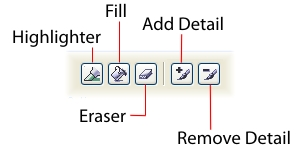 Fill
Add Detail
Highlighter
Eraser
Remove Detail